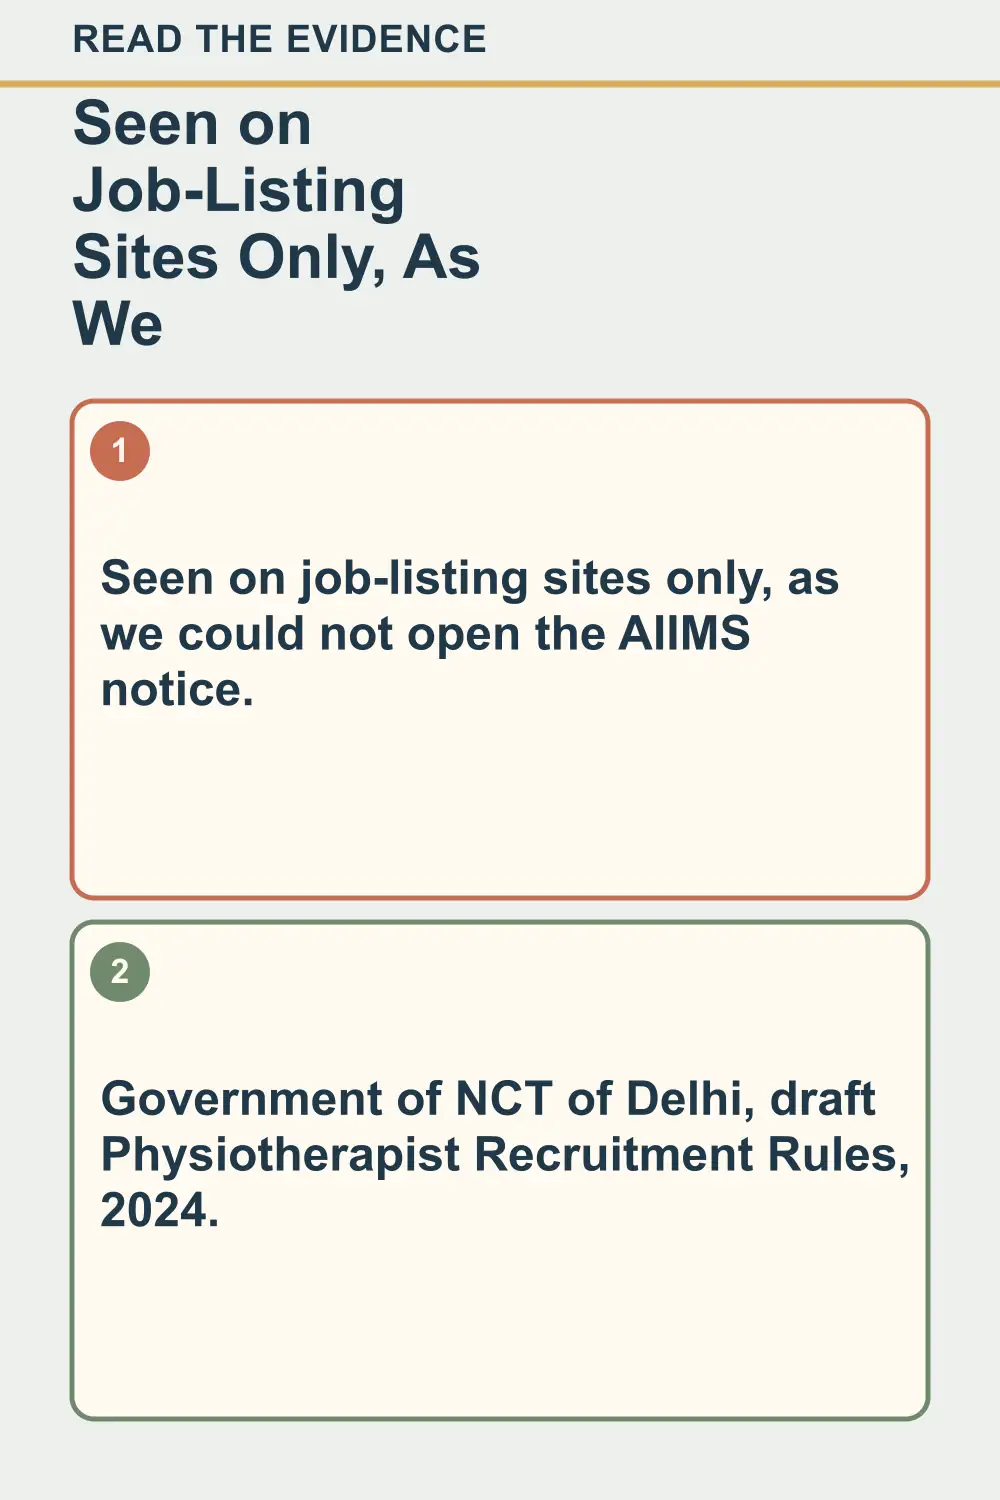 READ THE EVIDENCE
Seen on
Job-Listing
Sites Only, As
We
1
Seen on job-listing sites only, as
we could not open the AIIMS
notice.
2
Government of NCT of Delhi, draft
Physiotherapist Recruitment Rules,
2024.